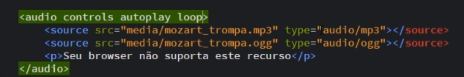 <audio controls autoplay loop>
<source src="media/mozart_trompa.mp3" type="audio/mp3"></source>
<source src="media/mozart_trompa.ogg" type="audio/ogg"></source>
<p>Seu browser não suporta este recurso</p>
</audio>